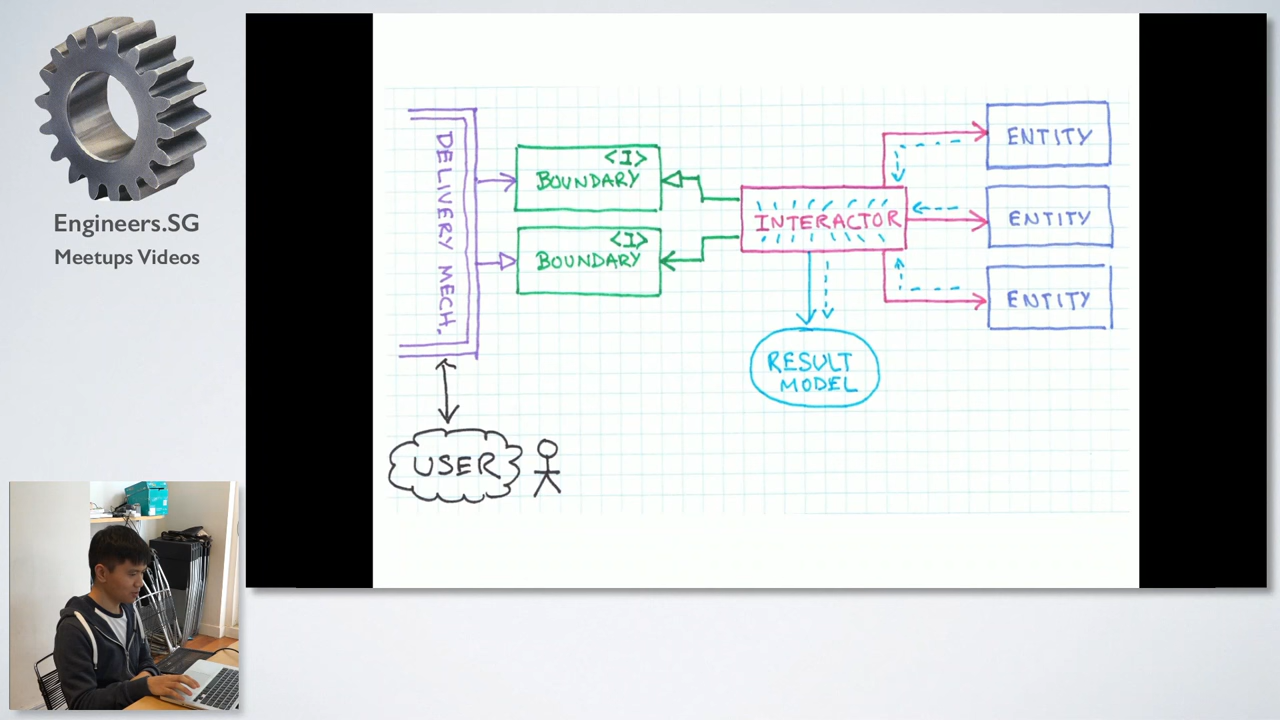 Engineers.SG
Meetups Videos
DELIVERY MECH.
<I>
BOUNDARY
<I>
BOUNDARY
INTERACTOR
ENTITY
ENTITY
ENTITY
RESULT
MODEL
USER